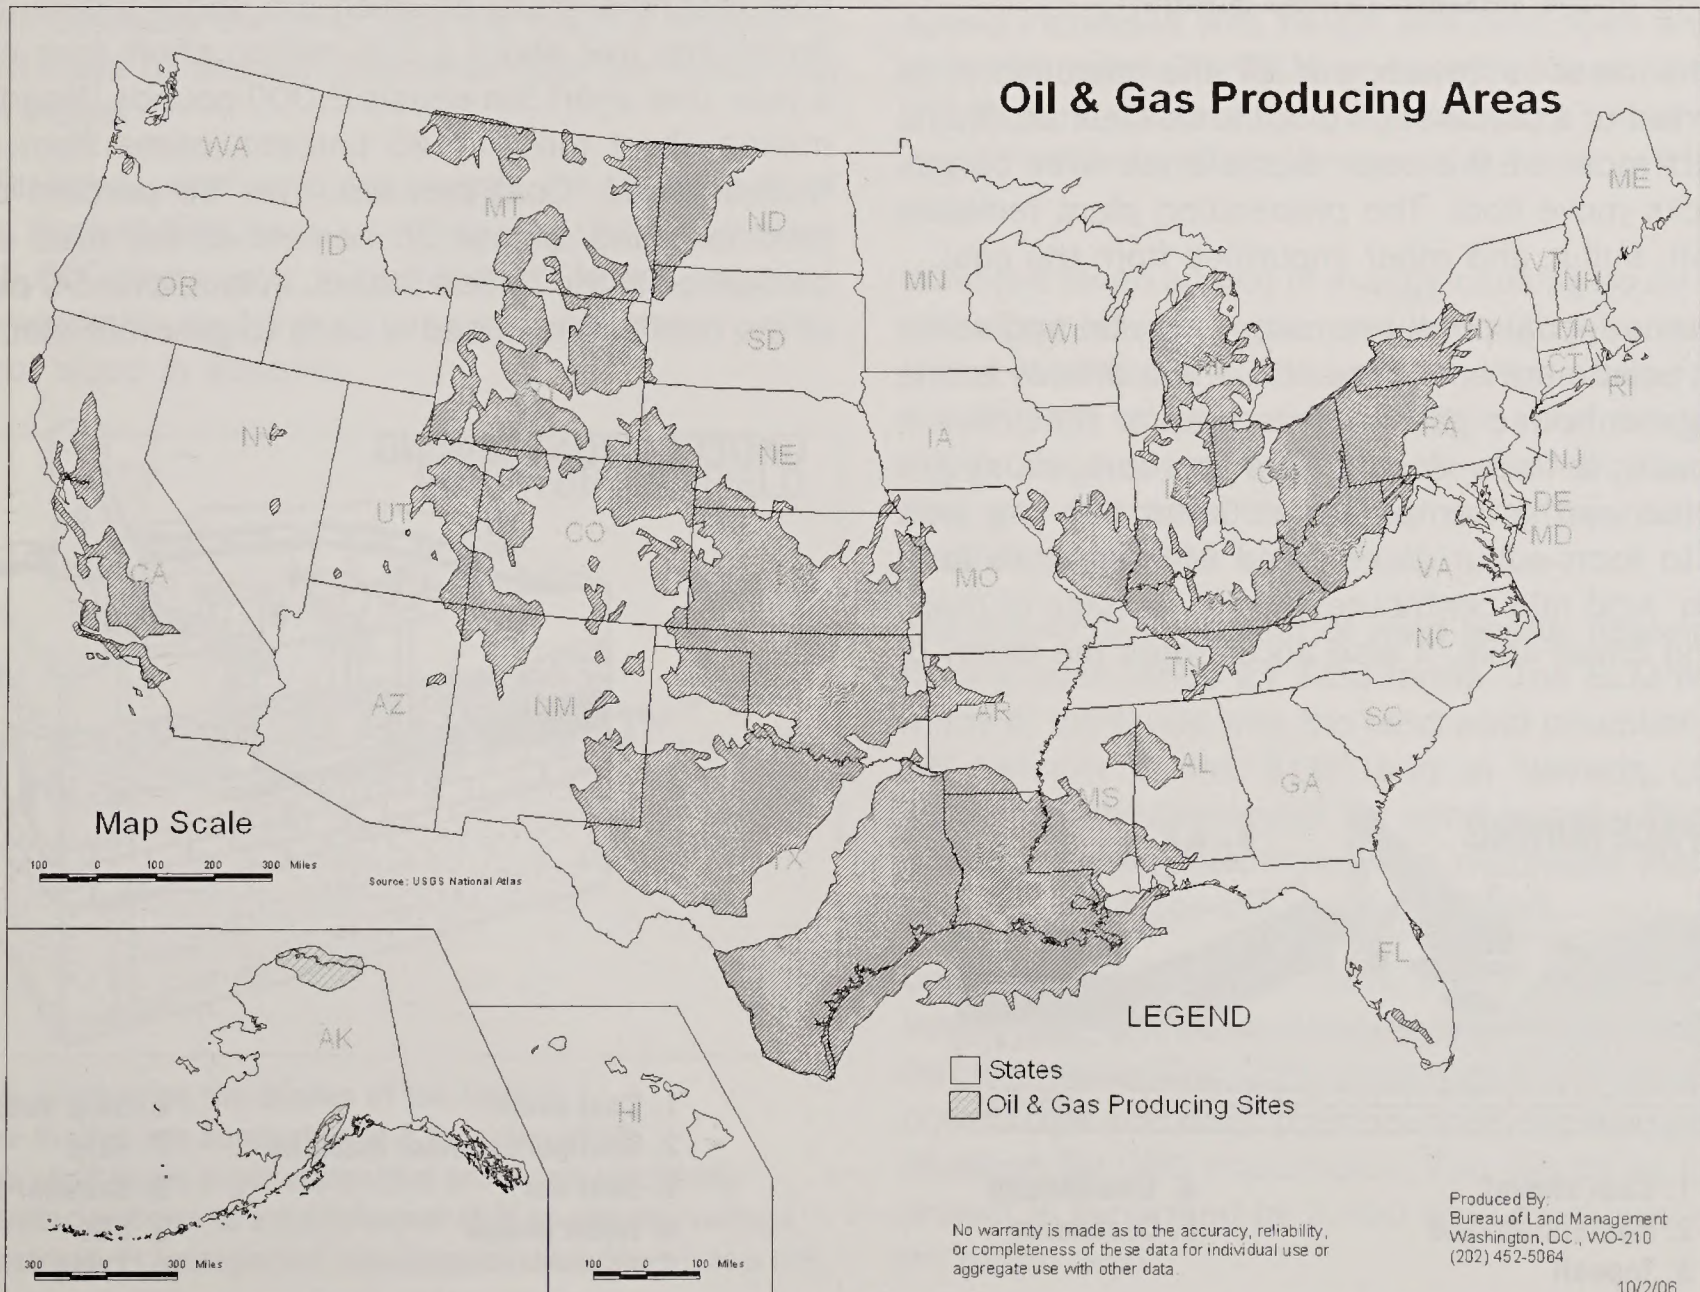 Oil & Gas Producing Areas
WA
MT
ND
ME
ID
OR
MN
VT
NH
SD
WI
NY
MA
MI
CT
RI
NV
NE
IA
PA
NJ
UT
CO
IL
OH
DE
MD
CA
MO
VA
NC
TN
AZ
NM
AR
SC
MS
AL
GA
TX
FL
Map Scale
100 0 100 200 300 Miles
Source: USGS National Atlas
AK
HI
LEGEND
States
Oil & Gas Producing Sites
300 0 300 Miles
100 0 100 Miles
No warranty is made as to the accuracy, reliability,
or completeness of these data for individual use or
aggregate use with other data.
Produced By:
Bureau of Land Management
Washington, DC., WO-210
(202) 452-5064
10/2/06